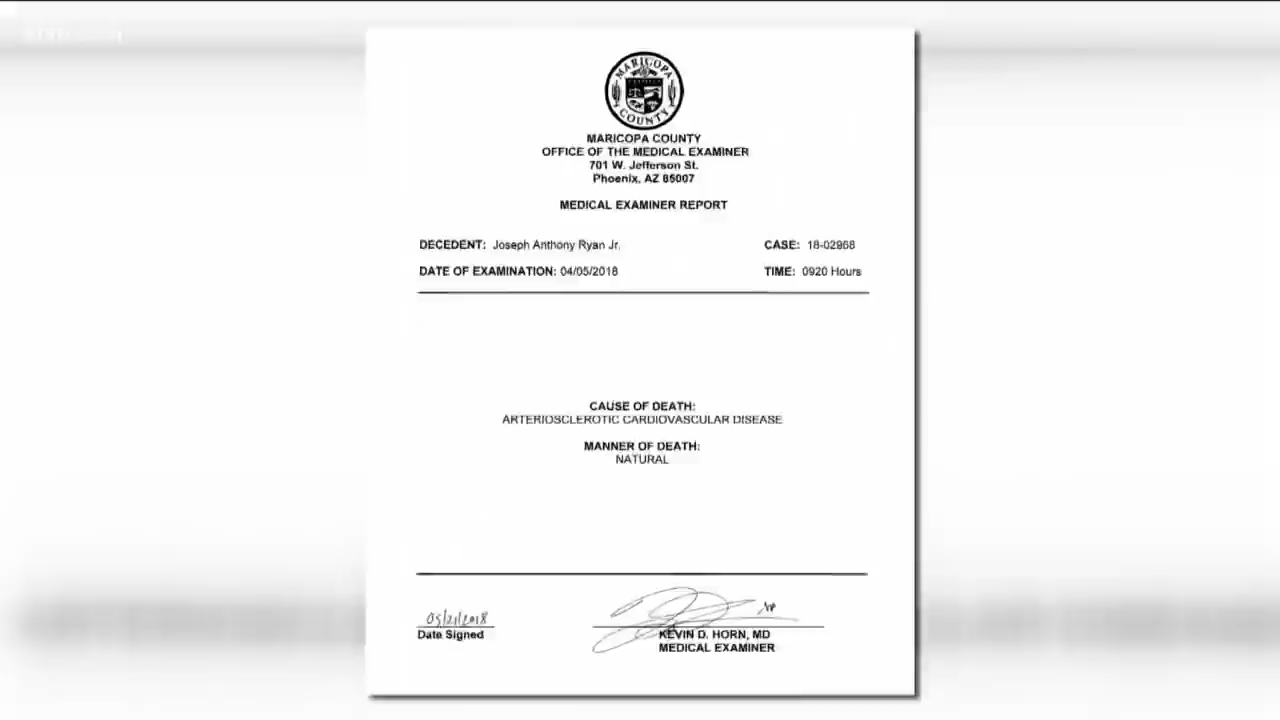 MARICOPA
COUNTY
MARICOPA COUNTY
OFFICE OF THE MEDICAL EXAMINER
701 W. Jefferson St.
Phoenix, AZ 85007
MEDICAL EXAMINER REPORT
DECEDENT: Joseph Anthony Ryan Jr. CASE: 18-02968
DATE OF EXAMINATION: 04/05/2018 TIME: 0920 Hours
CAUSE OF DEATH:
ARTERIOSCLEROTIC CARDIOVASCULAR DISEASE
MANNER OF DEATH:
NATURAL
05/21/2018
Date Signed
KEVIN D. HORN, MD
MEDICAL EXAMINER